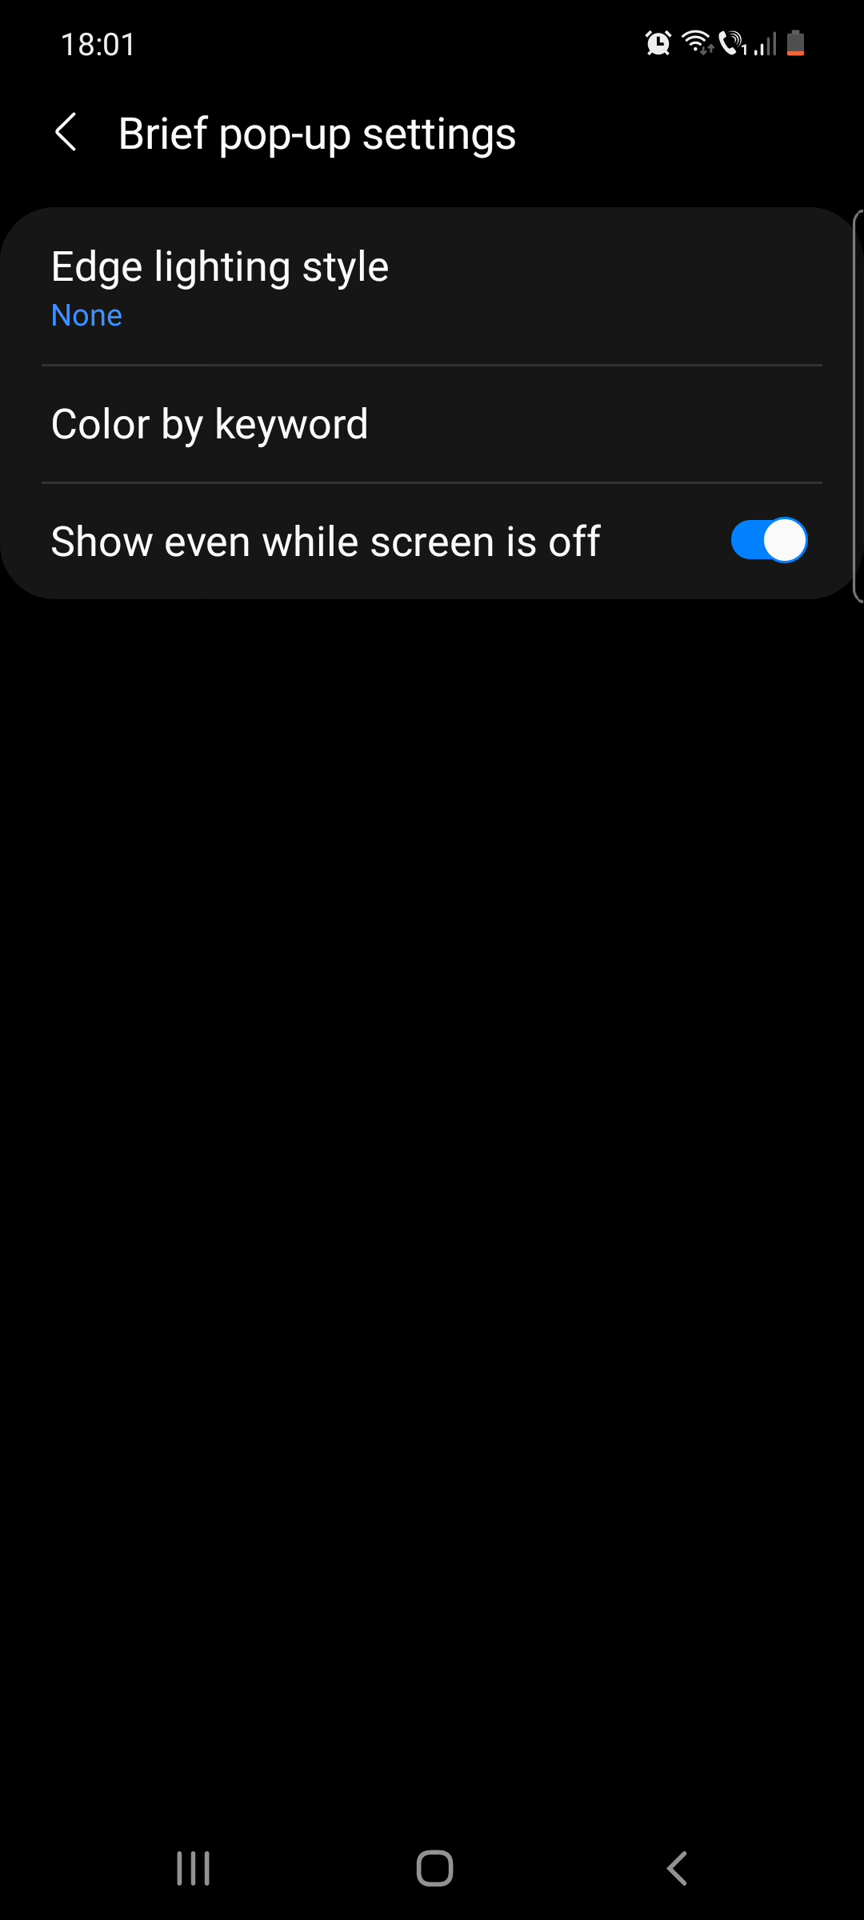 18:01
1
Brief pop-up settings
Edge lighting style
None
Color by keyword
Show even while screen is off